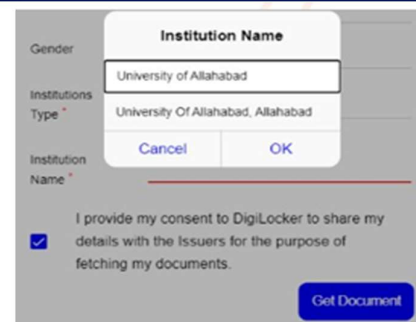 Institution Name
Gender
University of Allahabad
Institutions
Type *
University Of Allahabad, Allahabad
Cancel OK
Institution
Name *
I provide my consent to DigiLocker to share my
details with the Issuers for the purpose of
fetching my documents.
Get Document